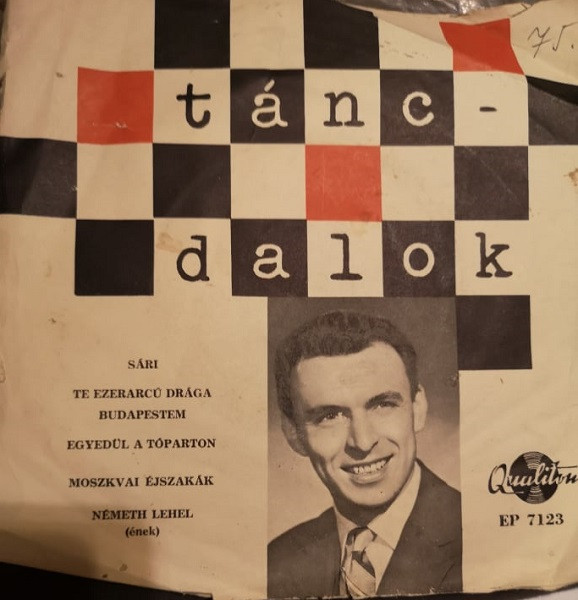 75.
tánc-
dalok
SÁRI
TE EZERARCÚ DRÁGA
BUDAPESTEM
EGYEDÜL A TÓPARTON
MOSZKVAI ÉJSZAKÁK
NÉMETH LEHEL
(ének)
Qualiton
EP 7123